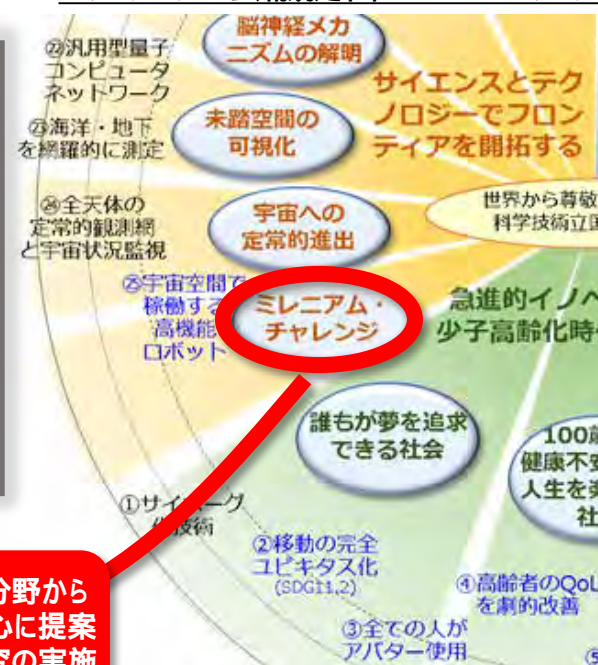 脳神経メカ
ニズムの解明
㉒汎用型量子
コンピュータ
ネットワーク
サイエンスとテク
ノロジーでフロン
ティアを開拓する
未踏空間の
可視化
㉓海洋・地下
を網羅的に測定
㉔全天体の
定常的観測網
と宇宙状況監視
宇宙への
定常的進出
世界から尊敬
科学技術立国
㉕宇宙空間で
稼働する
高機能
ロボット
ミレニアム・
チャレンジ
急進的イノベ
少子高齢化時
誰もが夢を追求
できる社会
100歳
健康不安
人生を楽
社
①サイボーグ
化技術
②移動の完全
ユビキタス化
(SDG11,2)
④高齢者のQoL
を劇的改善
③全ての人が
アバター使用
分野から
心に提案
究の実施